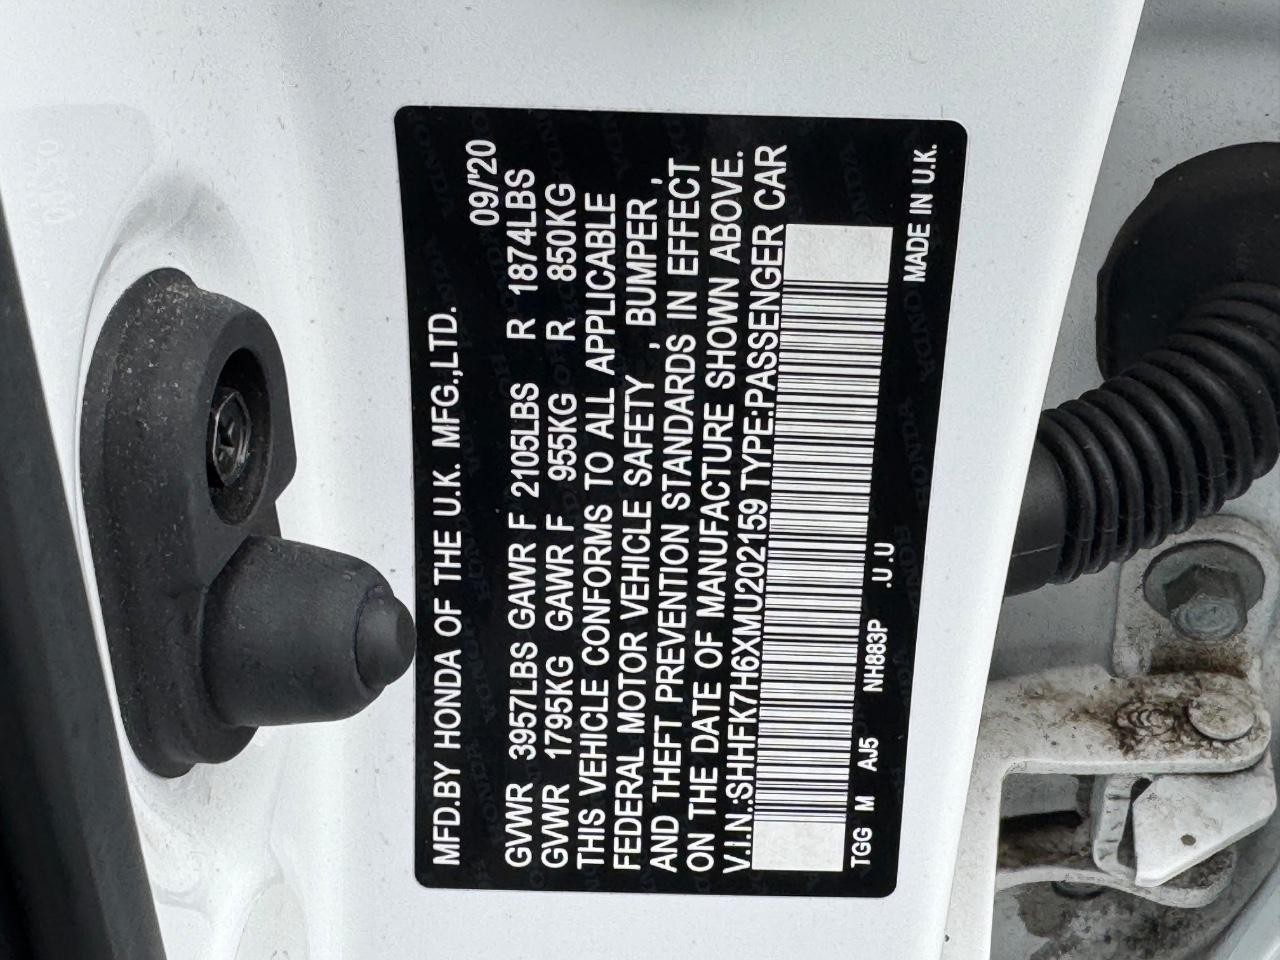 MFD.BY HONDA OF THE U.K. MFG.,LTD. 09/'20
GVWR 3957LBS GAWR F 2105LBS R 1874LBS
GVWR 1795KG GAWR F 955KG R 850KG
THIS VEHICLE CONFORMS TO ALL APPLICABLE
FEDERAL MOTOR VEHICLE SAFETY , BUMPER ,
AND THEFT PREVENTION STANDARDS IN EFFECT
ON THE DATE OF MANUFACTURE SHOWN ABOVE.
V.I.N.:SHHFK7H6XMU202159 TYPE:PASSENGER CAR
TGG M AJ5 NH883P .U.U
MADE IN U.K.